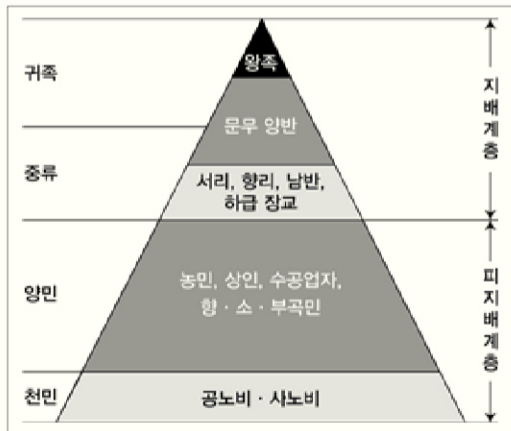 귀족
중류
양민
천민
왕족
문무 양반
서리, 향리, 남반,
하급 장교
농민, 상인, 수공업자,
향 · 소 · 부곡민
공노비 · 사노비
지배계층
피지배계층